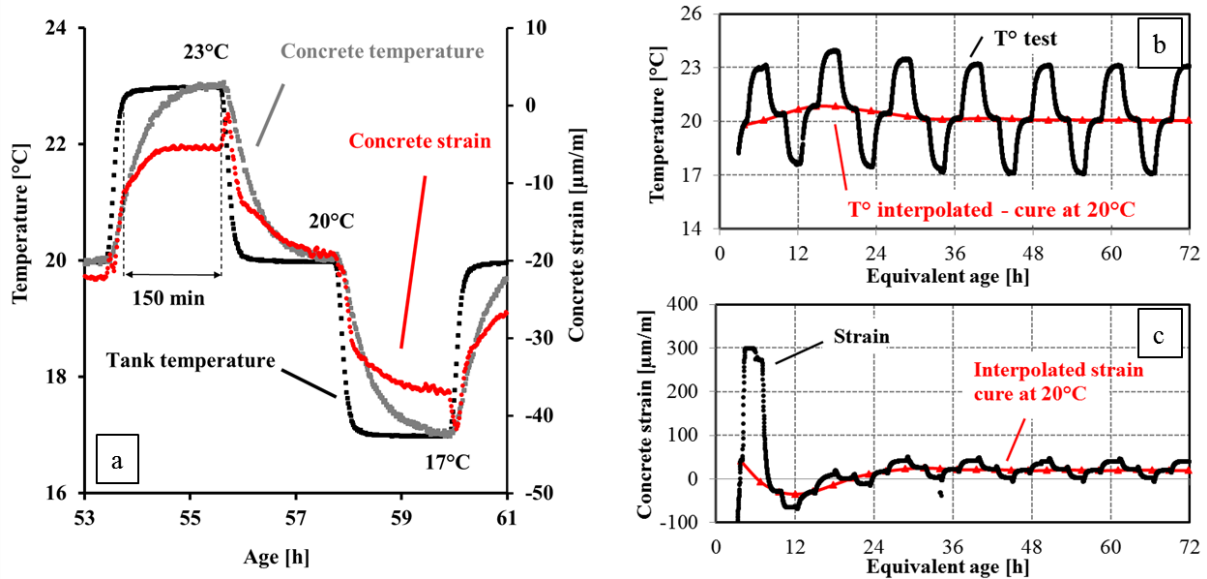 24
22
20
18
16
Temperature [°C]
53
55
57
59
61
Age [h]
10
0
-10
-20
-30
-40
-50
Concrete strain [µm/m]
23°C
Concrete temperature
Concrete strain
20°C
150 min
Tank temperature
17°C
a
26
23
20
17
14
Temperature [°C]
T° test
b
T° interpolated - cure at 20°C
0
12
24
36
48
60
72
Equivalent age [h]
400
300
200
100
0
-100
Concrete strain [µm/m]
Strain
c
Interpolated strain
cure at 20°C
0
12
24
36
48
60
72
Equivalent age [h]